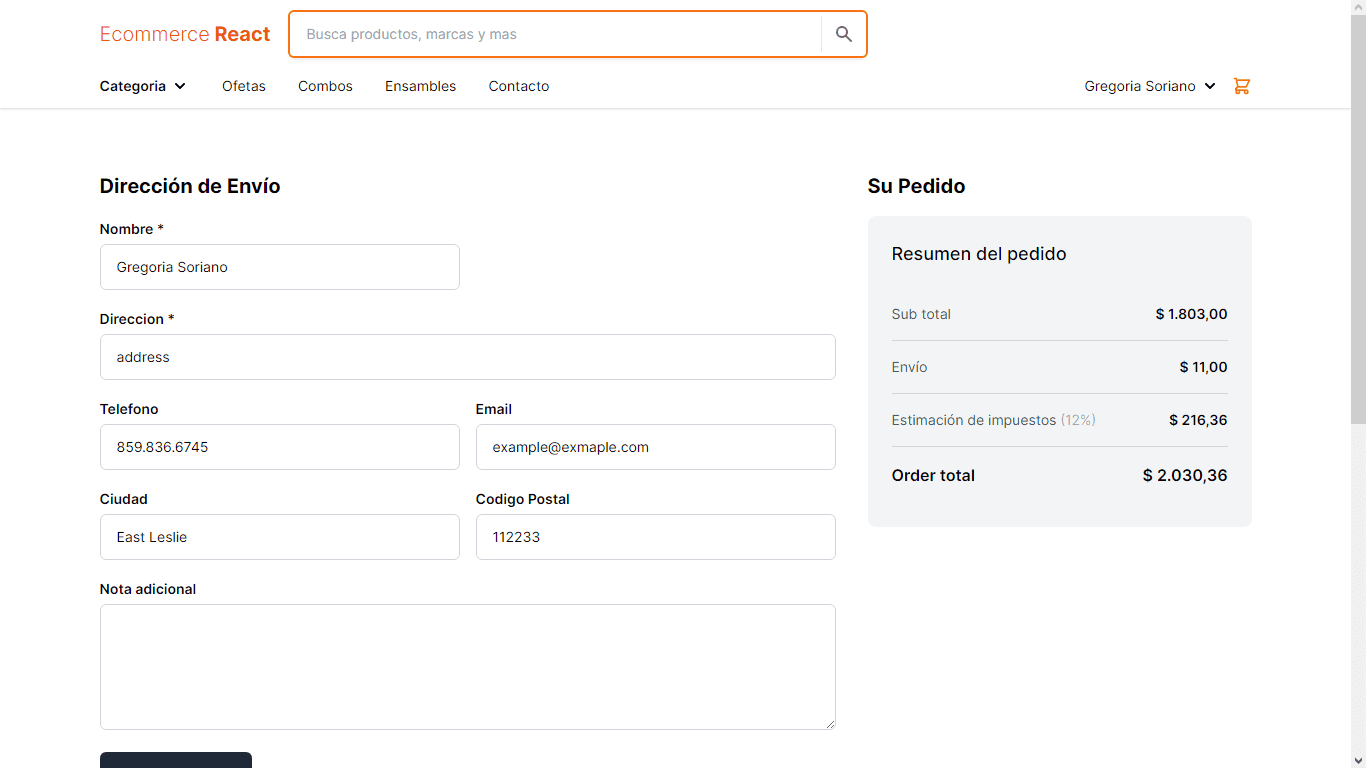 Ecommerce React
Busca productos, marcas y mas
Categoria Ofetas Combos Ensambles Contacto Gregoria Soriano
Dirección de Envío
Nombre *
Gregoria Soriano
Direccion *
address
Telefono Email
859.836.6745 example@exmaple.com
Ciudad Codigo Postal
East Leslie 112233
Nota adicional
Su Pedido
Resumen del pedido
Sub total $ 1.803,00
Envío $ 11,00
Estimación de impuestos (12%) $ 216,36
Order total $ 2.030,36